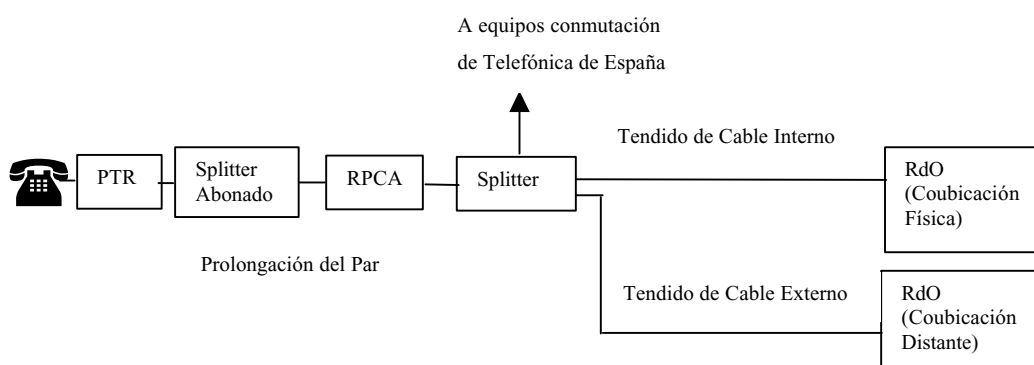 A equipos conmutación
de Telefónica de España
Tendido de Cable Interno
PTR
Splitter
Abonado
RPCA
Splitter
RdO
(Coubicación
Física)
Prolongación del Par
Tendido de Cable Externo
RdO
(Coubicación
Distante)